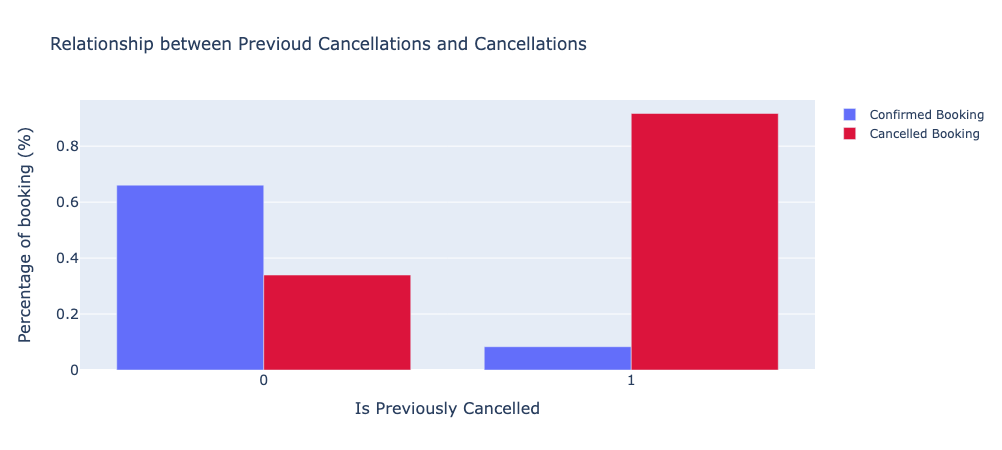 Relationship between Previoud Cancellations and Cancellations
Confirmed Booking
Cancelled Booking
Percentage of booking (%)
0.8
0.6
0.4
0.2
0
0 1
Is Previously Cancelled